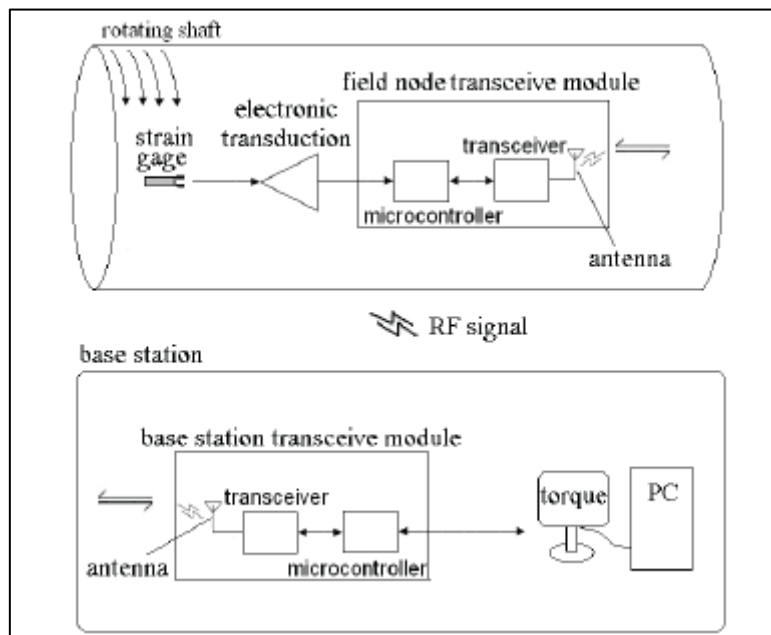 rotating shaft
field node transceive module
electronic
transduction
strain
gage
transceiver
microcontroller
antenna
RF signal
base station
base station transceive module
transceiver
torque
PC
antenna
microcontroller